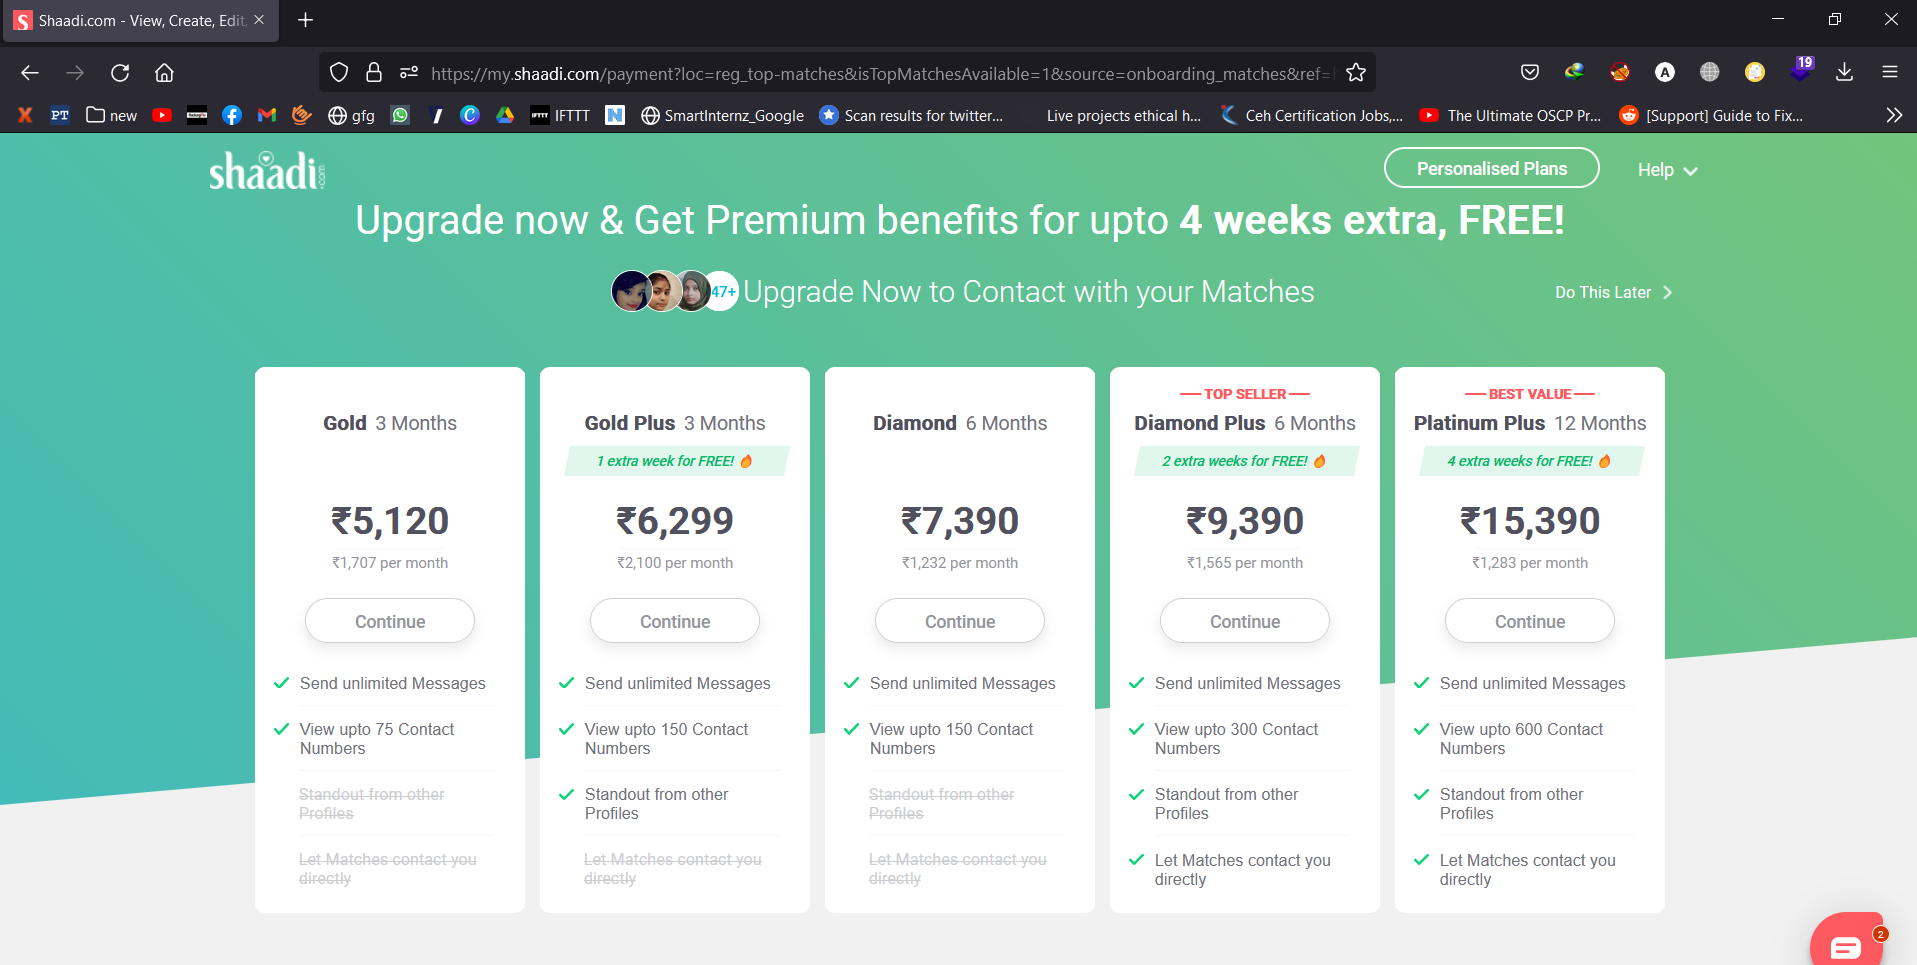 Shaadi.com - View, Create, Edit,
https://my.shaadi.com/payment?loc=reg_top-matches&isTopMatchesAvailable=1&source=onboarding_matches&ref=
A
19
X
PT
new
gfg
IFTTT
IFTTT
N
SmartInternz_Google
Scan results for twitter...
Live projects ethical h...
Ceh Certification Jobs,...
The Ultimate OSCP Pr...
[Support] Guide to Fix...
shaadi.com
Personalised Plans
Help
Upgrade now & Get Premium benefits for upto 4 weeks extra, FREE!
47+
Upgrade Now to Contact with your Matches
Do This Later
Gold 3 Months
₹5,120
₹1,707 per month
Continue
Send unlimited Messages
View upto 75 Contact
Numbers
Standout from other
Profiles
Let Matches contact you
directly
Gold Plus 3 Months
1 extra week for FREE! 🔥
₹6,299
₹2,100 per month
Continue
Send unlimited Messages
View upto 150 Contact
Numbers
Standout from other
Profiles
Let Matches contact you
directly
Diamond 6 Months
₹7,390
₹1,232 per month
Continue
Send unlimited Messages
View upto 150 Contact
Numbers
Standout from other
Profiles
Let Matches contact you
directly
TOP SELLER
Diamond Plus 6 Months
2 extra weeks for FREE! 🔥
₹9,390
₹1,565 per month
Continue
Send unlimited Messages
View upto 300 Contact
Numbers
Standout from other
Profiles
Let Matches contact you
directly
BEST VALUE
Platinum Plus 12 Months
4 extra weeks for FREE! 🔥
₹15,390
₹1,283 per month
Continue
Send unlimited Messages
View upto 600 Contact
Numbers
Standout from other
Profiles
Let Matches contact you
directly
2